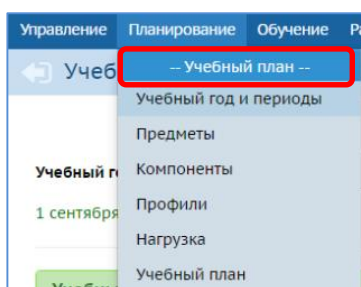 Управление Планирование Обучение
Учеб -- Учебный план --
Учебный год и периоды
Предметы
Учебный Компоненты
1 сентября Профили
Нагрузка
Учебный план